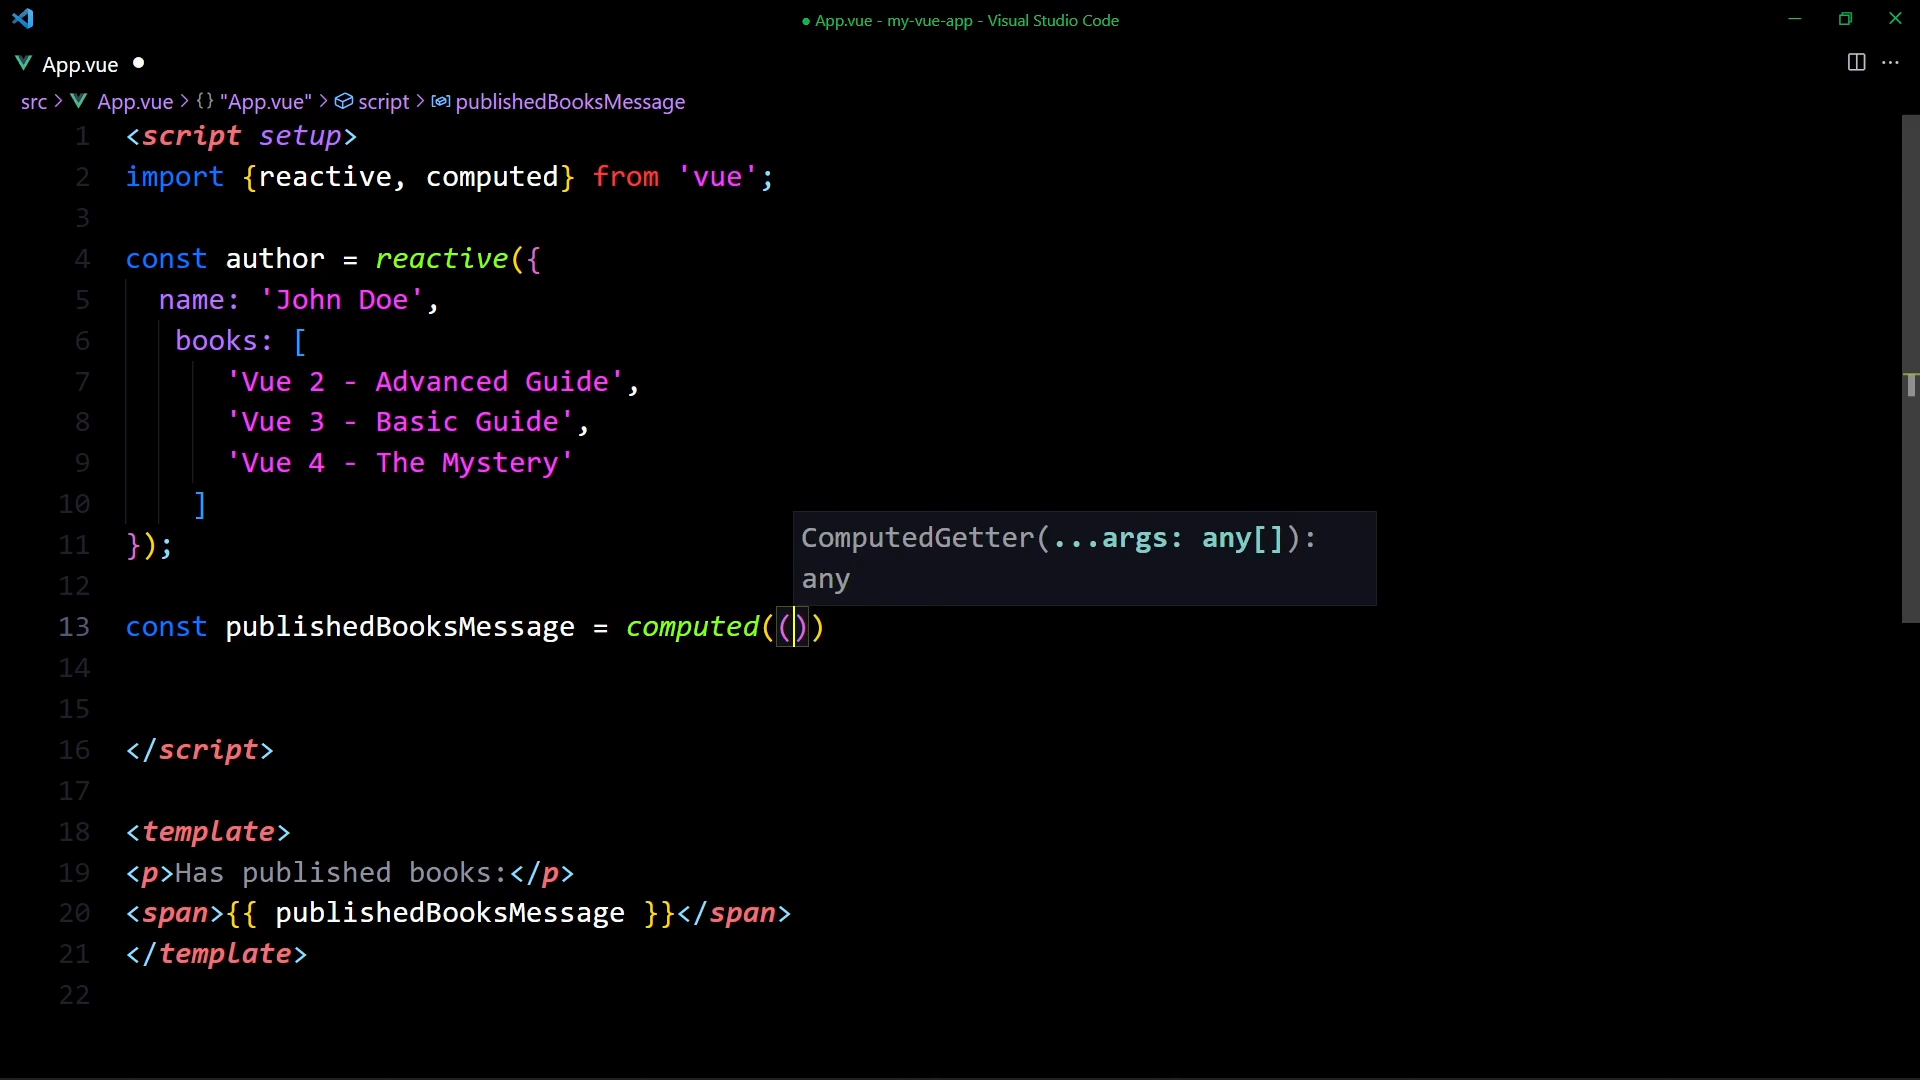 ● App.vue - my-vue-app - Visual Studio Code
App.vue ●
src > App.vue > {} "App.vue" > script > publishedBooksMessage
1 <script setup>
2 import {reactive, computed} from 'vue';
3
4 const author = reactive({
5 name: 'John Doe',
6 books: [
7 'Vue 2 - Advanced Guide',
8 'Vue 3 - Basic Guide',
9 'Vue 4 - The Mystery'
10 ]
11 });
12
ComputedGetter(...args: any[]):
any
13 const publishedBooksMessage = computed(())
14
15
16 </script>
17
18 <template>
19 <p>Has published books:</p>
20 <span>{{ publishedBooksMessage }}</span>
21 </template>
22